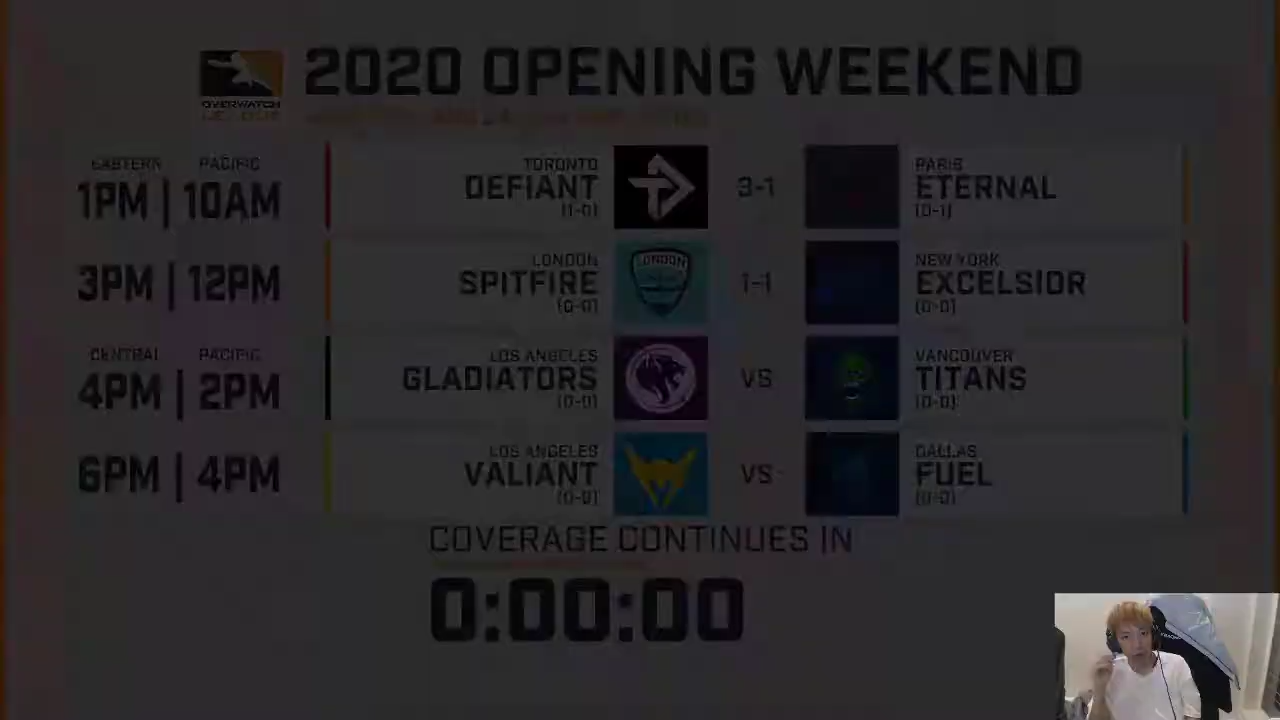 2020 OPENING WEEKEND
OVERWATCH
LEAGUE
EASTERN PACIFIC
1PM | 10AM
TORONTO
DEFIANT
(1-0)
3-1
PARIS
ETERNAL
(0-1)
3PM | 12PM
LONDON
SPITFIRE
(0-0)
LONDON
1-1
NEW YORK
EXCELSIOR
(0-0)
CENTRAL PACIFIC
4PM | 2PM
LOS ANGELES
GLADIATORS
(0-0)
VS
VANCOUVER
TITANS
(0-0)
6PM | 4PM
LOS ANGELES
VALIANT
(0-0)
VS
DALLAS
FUEL
(0-0)
COVERAGE CONTINUES IN
0:00:00